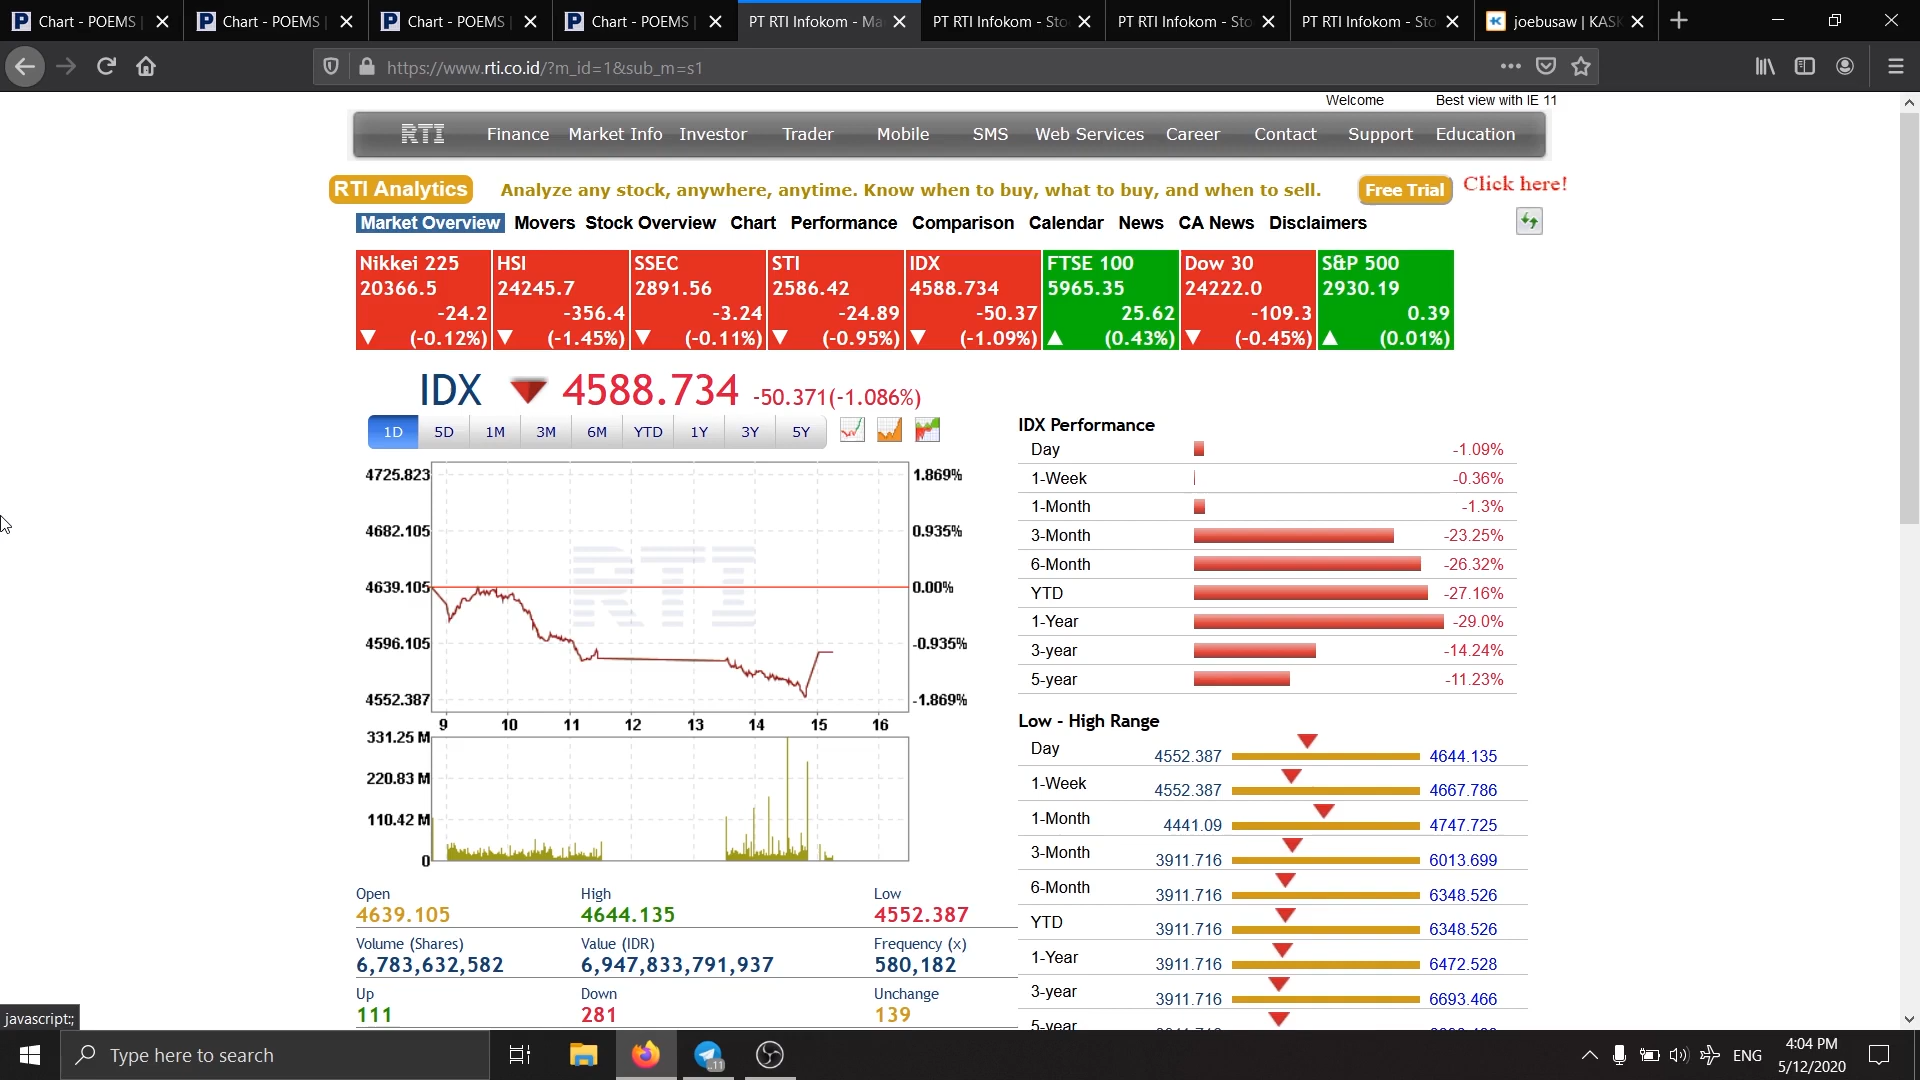 Chart - POEMS |
Chart - POEMS |
Chart - POEMS |
Chart - POEMS |
PT RTI Infokom - Ma
PT RTI Infokom - Sto
PT RTI Infokom - Sto
PT RTI Infokom - Sto
joebusaw | KASK
https://www.rti.co.id/?m_id=1&sub_m=s1
Welcome
Best view with IE 11
RTI
Finance Market Info Investor Trader Mobile SMS Web Services Career Contact Support Education
RTI Analytics
Analyze any stock, anywhere, anytime. Know when to buy, what to buy, and when to sell.
Free Trial
Click here!
Market Overview Movers Stock Overview Chart Performance Comparison Calendar News CA News Disclaimers
Nikkei 225
20366.5
-24.2
(-0.12%)
HSI
24245.7
-356.4
(-1.45%)
SSEC
2891.56
-3.24
(-0.11%)
STI
2586.42
-24.89
(-0.95%)
IDX
4588.734
-50.37
(-1.09%)
FTSE 100
5965.35
25.62
(0.43%)
Dow 30
24222.0
-109.3
(-0.45%)
S&P 500
2930.19
0.39
(0.01%)
IDX 4588.734 -50.371(-1.086%)
1D 5D 1M 3M 6M YTD 1Y 3Y 5Y
4725.823 1.869%
4682.105 0.935%
4639.105 0.00%
4596.105 -0.935%
4552.387 -1.869%
RTI
9 10 11 12 13 14 15 16
331.25 M
220.83 M
110.42 M
0
Open High Low
4639.105 4644.135 4552.387
Volume (Shares) Value (IDR) Frequency (x)
6,783,632,582 6,947,833,791,937 580,182
Up Down Unchange
111 281 139
IDX Performance
Day -1.09%
1-Week -0.36%
1-Month -1.3%
3-Month -23.25%
6-Month -26.32%
YTD -27.16%
1-Year -29.0%
3-year -14.24%
5-year -11.23%
Low - High Range
Day 4552.387 4644.135
1-Week 4552.387 4667.786
1-Month 4441.09 4747.725
3-Month 3911.716 6013.699
6-Month 3911.716 6348.526
YTD 3911.716 6348.526
1-Year 3911.716 6472.528
3-year 3911.716 6693.466
5-year
javascript:;
Type here to search
11
ENG
4:04 PM
5/12/2020